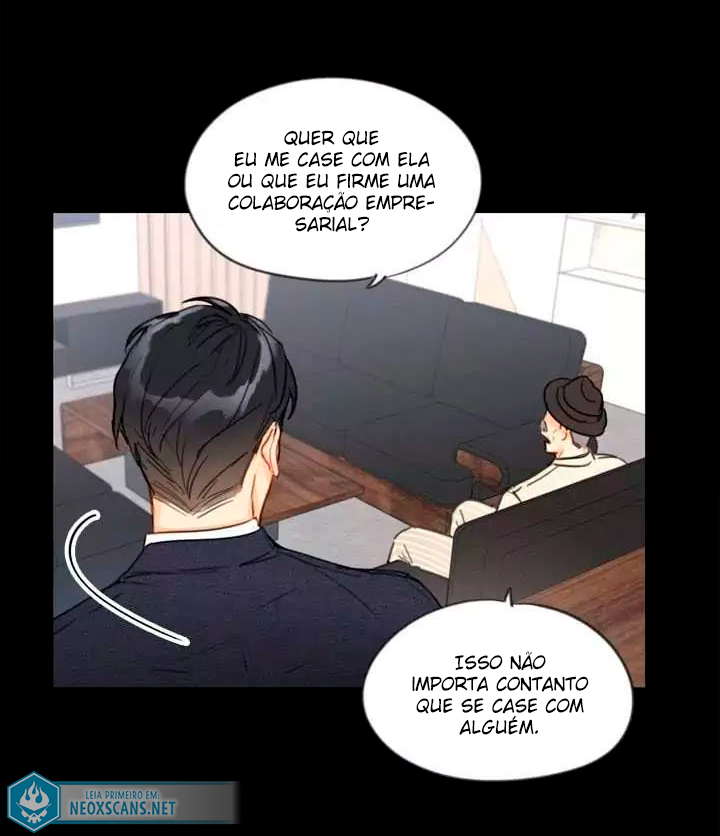 QUER QUE
EU ME CASE COM ELA
OU QUE EU FIRME UMA
COLABORAÇÃO EMPRE-
SARIAL?
ISSO NÃO
IMPORTA CONTANTO
QUE SE CASE COM
ALGUÉM.
LEIA PRIMEIRO EM:
NEOXSCANS.NET